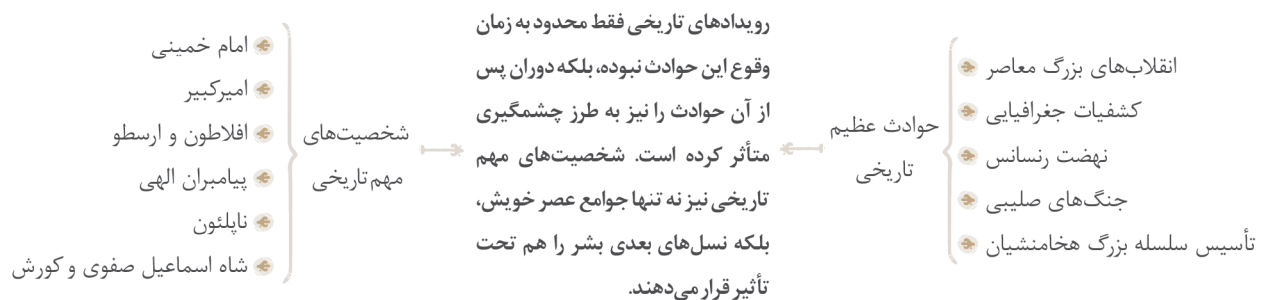 انقلاب‌های بزرگ معاصر
کشفیات جغرافیایی
نهضت رنسانس
جنگ‌های صلیبی
تأسیس سلسله بزرگ هخامنشیان
حوادث عظیم
تاریخی
رویدادهای تاریخی فقط محدود به زمان
وقوع این حوادث نبوده، بلکه دوران پس
از آن حوادث را نیز به طرز چشمگیری
متأثر کرده است. شخصیت‌های مهم
تاریخی نیز نه تنها جوامع عصر خویش،
بلکه نسل‌های بعدی بشر را هم تحت
تأثیر قرار می‌دهند.
شخصیت‌های
مهم تاریخی
امام خمینی
امیرکبیر
افلاطون و ارسطو
پیامبران الهی
ناپلئون
شاه اسماعیل صفوی و کورش